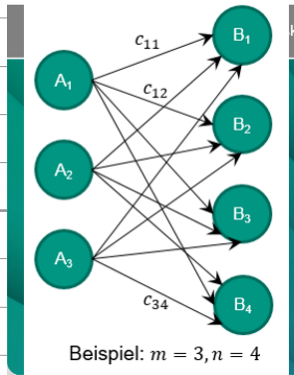 B₁
c₁₁
A₁
c₁₂
B₂
A₂
B₃
A₃
c₃₄
B₄
Beispiel: m = 3, n = 4